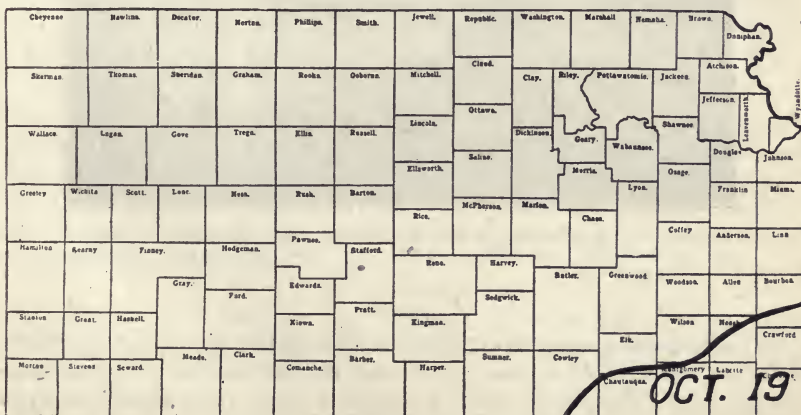 Cheyenne Rawlins. Decatur. Norton. Phillips. Smith. Jewell. Republic. Washington. Marshall Nemaha. Brown. Doniphan.
Cloud. Atchison
Sherman. Thomas. Sheridan. Graham. Rooks. Osborne. Mitchell. Clay. Riley. Pottawatomie. Jackson.
Jefferson. Leavenworth Wyandotte.
Lincoln. Ottawa.
Wallace. Logan. Gove Trego. Ellis. Russell. Dickinson. Geary. Wabaunsee. Shawnee.
Douglas Johnson.
Ellsworth. Saline. Morris. Osage.
Greeley Wichita Scott. Lane. Ness. Rush. Barton. Lyon. Franklin Miami.
Rice. McPherson. Marion. Chase.
Hamilton Kearny Finney. Hodgeman. Pawnee. Stafford. Coffey Anderson. Linn
Reno. Harvey.
Gray. Ford. Edwards. Sedgwick. Butler. Greenwood. Woodson. Allen Bourbon.
Stanton Grant. Haskell. Kiowa. Pratt. Kingman. Wilson Crawford
Elk.
Morton Stevens Seward. Meade. Clark. Comanche. Barber. Harper. Sumner. Cowley Chautauqua. Montgomery Labette
OCT. 19